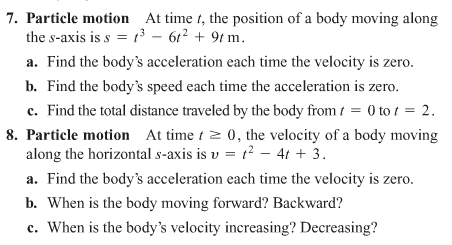 7. Particle motion At time t, the position of a body moving along
the s-axis is s = t³ − 6t² + 9t m.
a. Find the body's acceleration each time the velocity is zero.
b. Find the body's speed each time the acceleration is zero.
c. Find the total distance traveled by the body from t = 0 to t = 2.
8. Particle motion At time t ≥ 0, the velocity of a body moving
along the horizontal s-axis is v = t² − 4t + 3.
a. Find the body's acceleration each time the velocity is zero.
b. When is the body moving forward? Backward?
c. When is the body's velocity increasing? Decreasing?